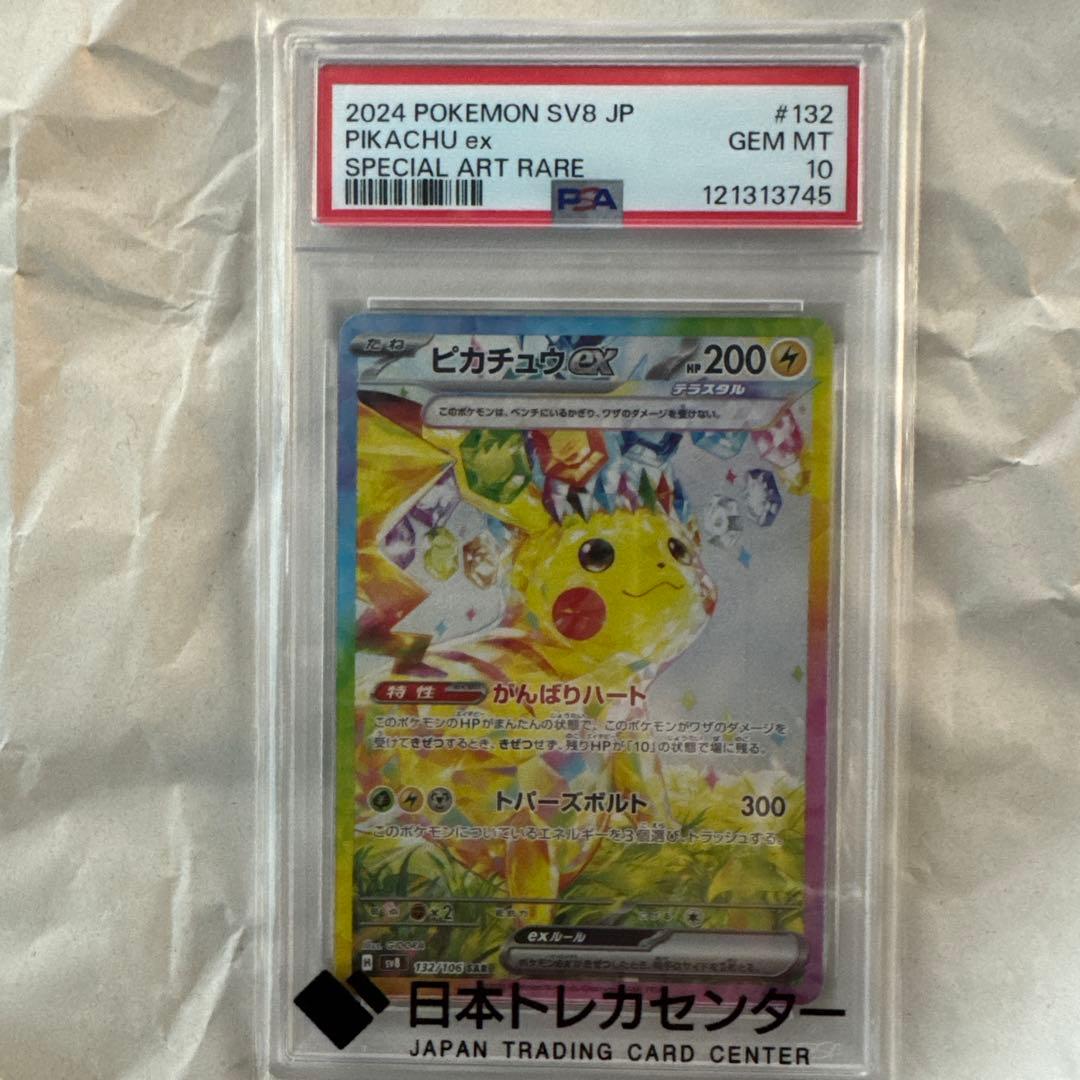 2024 POKEMON SV8 JP #132
PIKACHU ex GEM MT
SPECIAL ART RARE 10
PSA 121313745
たね ピカチュウex HP200
テラスタル
このポケモンは、ベンチにいるかぎり、ワザのダメージを受けない。
特性 がんばりハート
このポケモンのHPがまんたんの状態で、このポケモンがワザのダメージを
受けてきぜつするとき、きぜつせず、残りHPが「10」の状態で場に残る。
トパーズボルト 300
このポケモンについているエネルギーを3個選び、トラッシュする。
×2 抵抗力
exルール
illus. GIDORA
H sv8 132/106 SAR
日本トレカセンター
JAPAN TRADING CARD CENTER